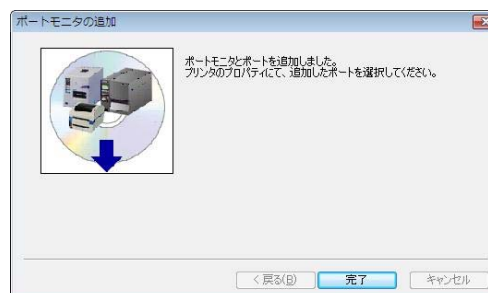 ポートモニタの追加
ポートモニタとポートを追加しました。
プリンタのプロパティにて、追加したポートを選択してください。
< 戻る(B)
完了
キャンセル